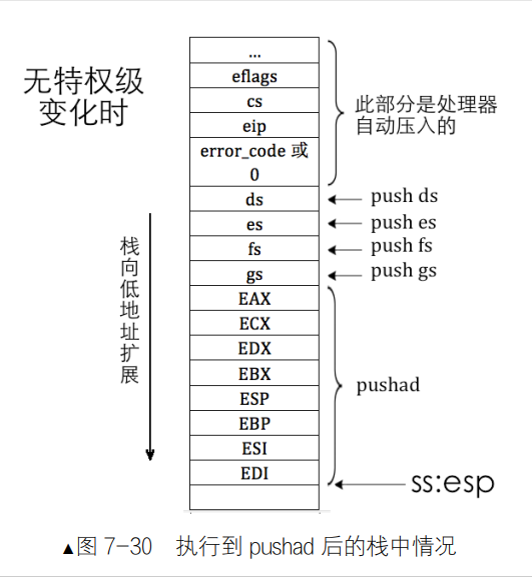 无特权级
变化时
...
eflags
cs
eip
error_code 或
0
此部分是处理器
自动压入的
ds
push ds
es
push es
fs
push fs
gs
push gs
栈向低地址扩展
EAX
ECX
EDX
EBX
ESP
EBP
ESI
EDI
pushad
ss:esp
▲图 7-30 执行到 pushad 后的栈中情况